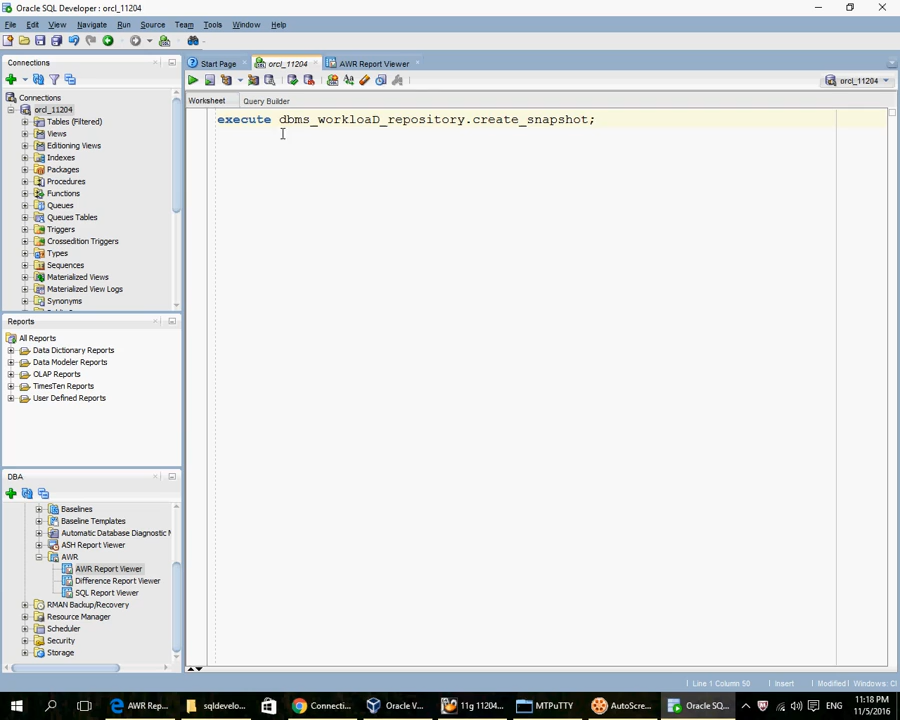 Oracle SQL Developer : orcl_11204
File Edit View Navigate Run Source Team Tools Window Help
Connections
Start Page
orcl_11204
AWR Report Viewer
orcl_11204
Worksheet Query Builder
execute dbms_workloaD_repository.create_snapshot;
Connections
orcl_11204
Tables (Filtered)
Views
Editioning Views
Indexes
Packages
Procedures
Functions
Queues
Queues Tables
Triggers
Crossedition Triggers
Types
Sequences
Materialized Views
Materialized View Logs
Synonyms
Reports
All Reports
Data Dictionary Reports
Data Modeler Reports
OLAP Reports
TimesTen Reports
User Defined Reports
DBA
Baselines
Baseline Templates
Automatic Database Diagnostic M
ASH Report Viewer
AWR
AWR Report Viewer
Difference Report Viewer
SQL Report Viewer
RMAN Backup/Recovery
Resource Manager
Scheduler
Security
Storage
Line 1 Column 50 Insert Modified Windows: CI
AWR Rep... sqldevelo... Connecti... Oracle V... 11g 11204... MTPuTTY AutoScre... Oracle SQ... ENG 11:18 PM
11/5/2016